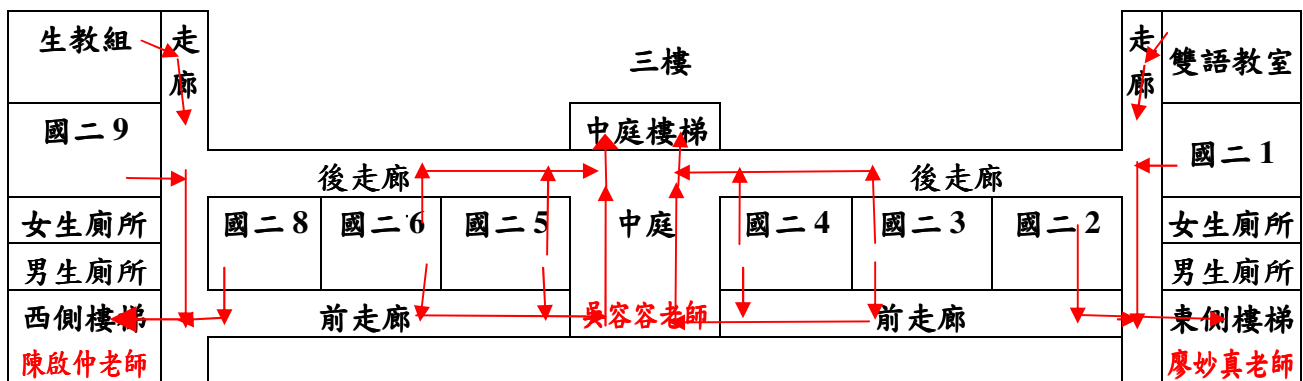 生教組 走廊 三樓 走廊 雙語教室
國二9 中庭樓梯 國二1
後走廊 後走廊
女生廁所 國二8 國二6 國二5 中庭 國二4 國二3 國二2 女生廁所
男生廁所 男生廁所
西側樓梯 前走廊 吳容容老師 前走廊 東側樓梯
陳啟仲老師 廖妙真老師